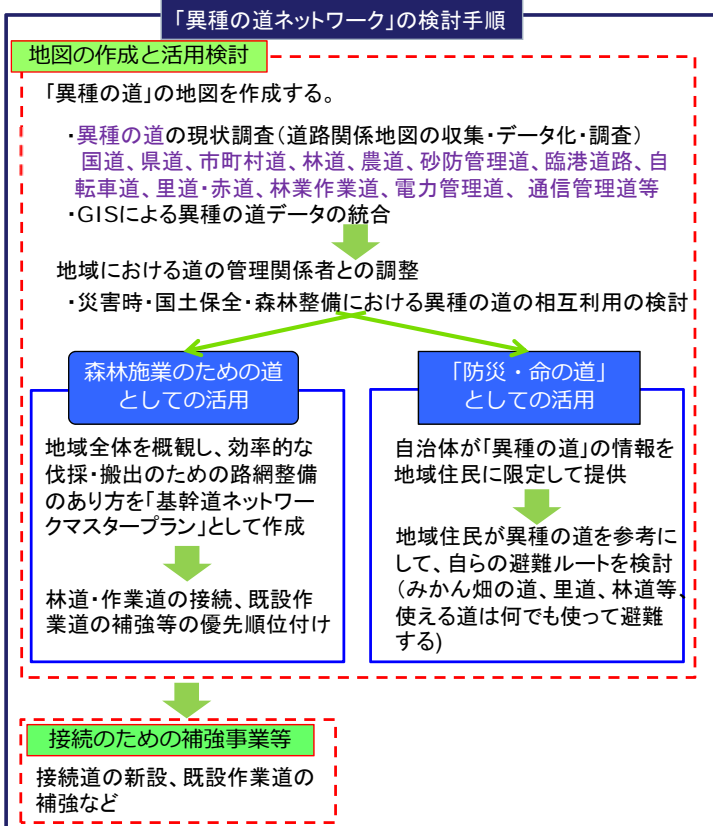 「異種の道ネットワーク」の検討手順
地図の作成と活用検討
「異種の道」の地図を作成する。
・異種の道の現状調査(道路関係地図の収集・データ化・調査)
国道、県道、市町村道、林道、農道、砂防管理道、臨港道路、自
転車道、里道・赤道、林業作業道、電力管理道、通信管理道等
・GISによる異種の道データの統合
地域における道の管理関係者との調整
・災害時・国土保全・森林整備における異種の道の相互利用の検討
森林施業のための道
としての活用
地域全体を概観し、効率的な
伐採・搬出のための路網整備
のあり方を「基幹道ネットワー
クマスタープラン」として作成
林道・作業道の接続、既設作
業道の補強等の優先順位付け
「防災・命の道」
としての活用
自治体が「異種の道」の情報を
地域住民に限定して提供
地域住民が異種の道を参考に
して、自らの避難ルートを検討
(みかん畑の道、里道、林道等、
使える道は何でも使って避難
する)
接続のための補強事業等
接続道の新設、既設作業道の
補強など